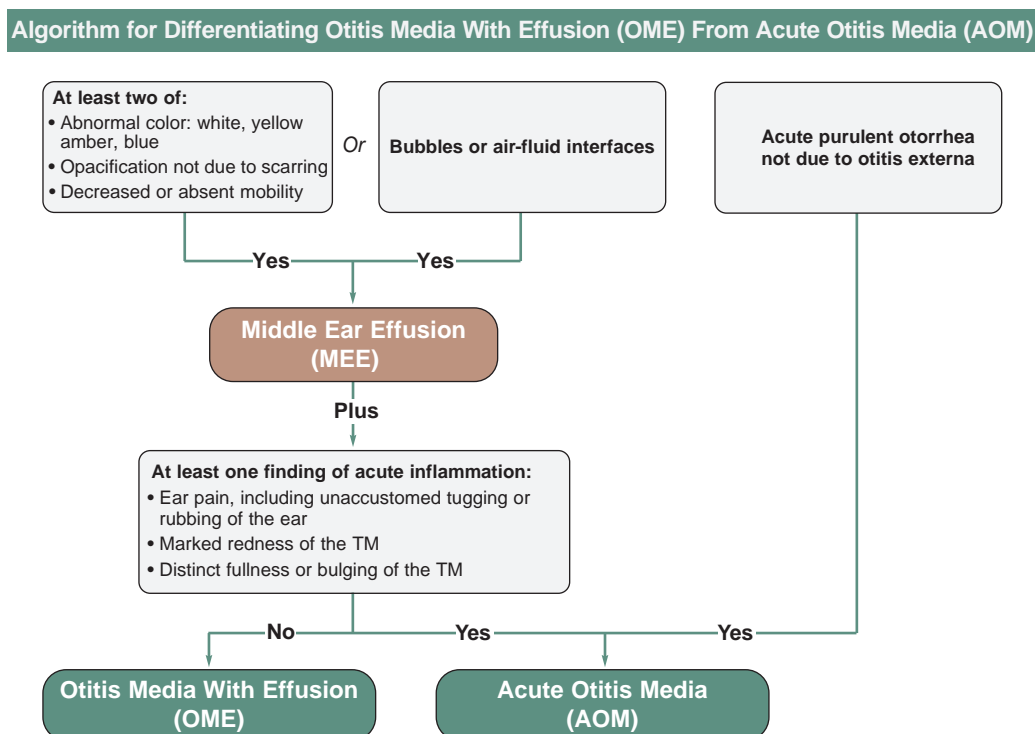 Algorithm for Differentiating Otitis Media With Effusion (OME) From Acute Otitis Media (AOM)
At least two of:
• Abnormal color: white, yellow
amber, blue
• Opacification not due to scarring
• Decreased or absent mobility
Or
Bubbles or air-fluid interfaces
Acute purulent otorrhea
not due to otitis externa
Yes
Yes
Middle Ear Effusion
(MEE)
Plus
At least one finding of acute inflammation:
• Ear pain, including unaccustomed tugging or
rubbing of the ear
• Marked redness of the TM
• Distinct fullness or bulging of the TM
No
Yes
Yes
Otitis Media With Effusion
(OME)
Acute Otitis Media
(AOM)